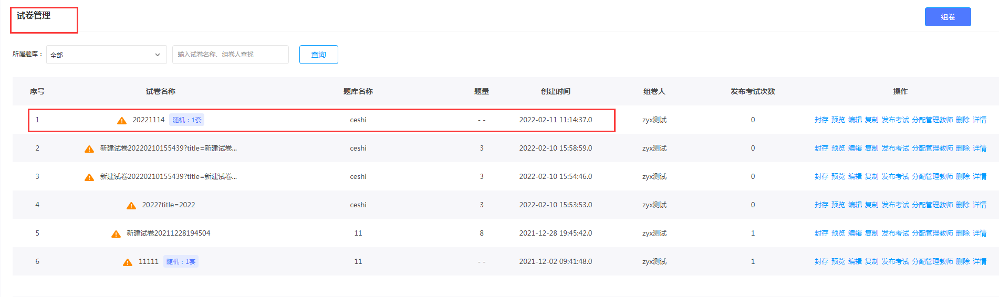 试卷管理
组卷
所属题库： 全部 输入试卷名称、组卷人查找 查询
序号 试卷名称 题库名称 题量 创建时间 组卷人 发布考试次数 操作
1 20221114 随机：1套 ceshi - - 2022-02-11 11:14:37.0 zyx测试 0 封存 预览 编辑 复制 发布考试 分配管理教师 删除 详情
2 新建试卷20220210155439?title=新建试卷... ceshi 3 2022-02-10 15:58:59.0 zyx测试 0 封存 预览 编辑 复制 发布考试 分配管理教师 删除 详情
3 新建试卷20220210155439?title=新建试卷... ceshi 3 2022-02-10 15:54:46.0 zyx测试 0 封存 预览 编辑 复制 发布考试 分配管理教师 删除 详情
4 2022?title=2022 ceshi 3 2022-02-10 15:53:53.0 zyx测试 0 封存 预览 编辑 复制 发布考试 分配管理教师 删除 详情
5 新建试卷20211228194504 11 8 2021-12-28 19:45:42.0 zyx测试 1 封存 预览 编辑 复制 发布考试 分配管理教师 删除 详情
6 11111 随机：1套 11 - - 2021-12-02 09:41:48.0 zyx测试 1 封存 预览 编辑 复制 发布考试 分配管理教师 删除 详情